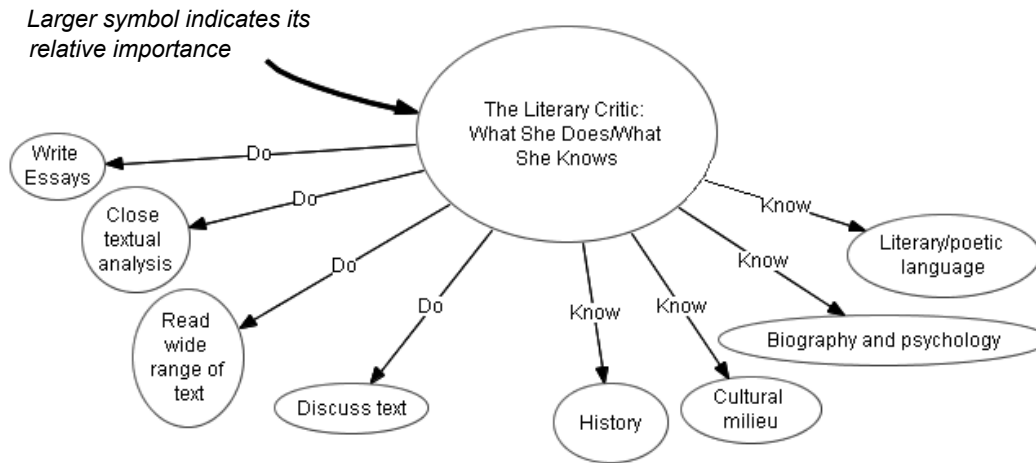 Larger symbol indicates its
relative importance
The Literary Critic:
What She Does/What
She Knows
Do
Write
Essays
Do
Close
textual
analysis
Do
Read
wide
range of
text
Do
Discuss text
Know
History
Know
Cultural
milieu
Know
Biography and psychology
Know
Literary/poetic
language